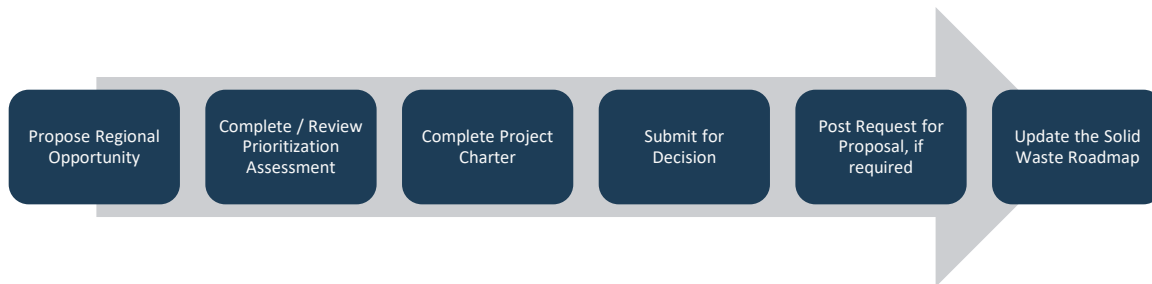 Propose Regional
Opportunity
Complete / Review
Prioritization
Assessment
Complete Project
Charter
Submit for
Decision
Post Request for
Proposal, if
required
Update the Solid
Waste Roadmap